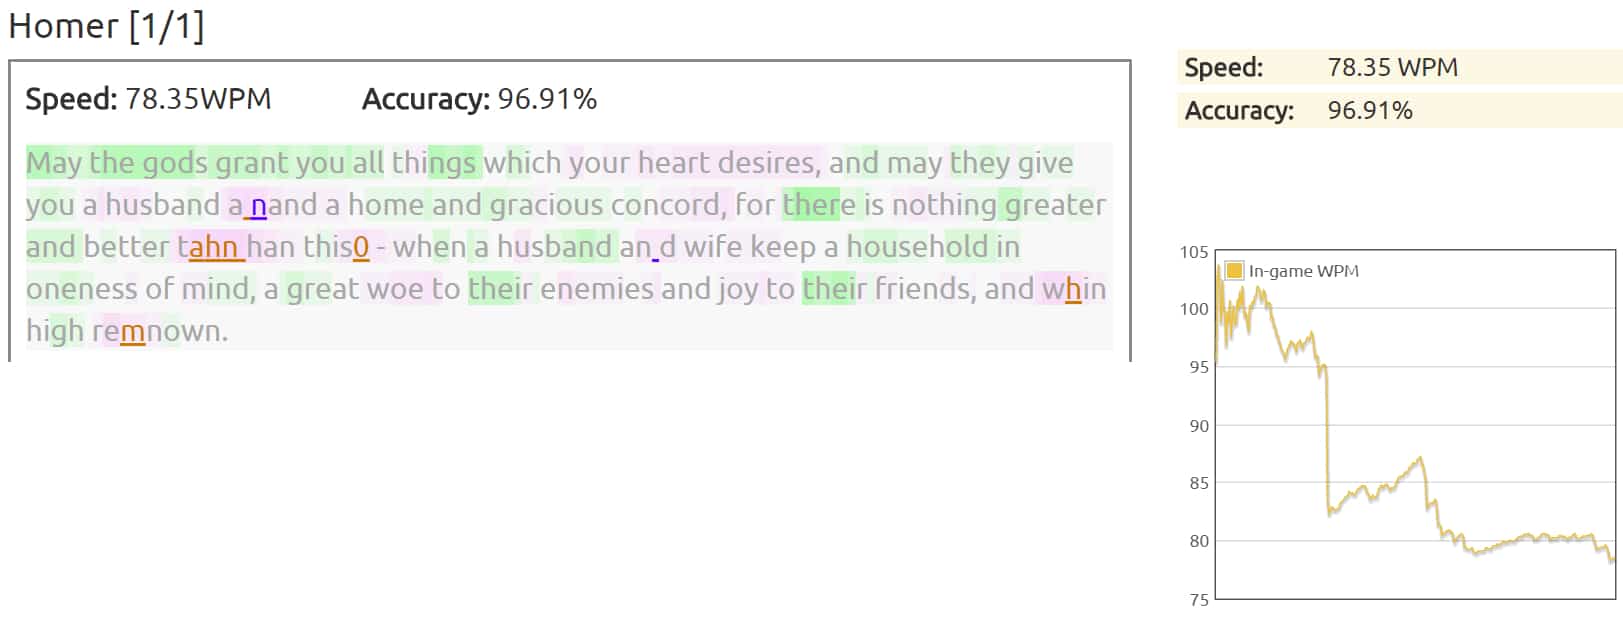 Homer [1/1]
Speed: 78.35WPM Accuracy: 96.91%
May the gods grant you all things which your heart desires, and may they give
you a husband a nand a home and gracious concord, for there is nothing greater
and better tahn han this0 - when a husband an d wife keep a household in
oneness of mind, a great woe to their enemies and joy to their friends, and whin
high remnown.
Speed: 78.35 WPM
Accuracy: 96.91%
In-game WPM
105
100
95
90
85
80
75